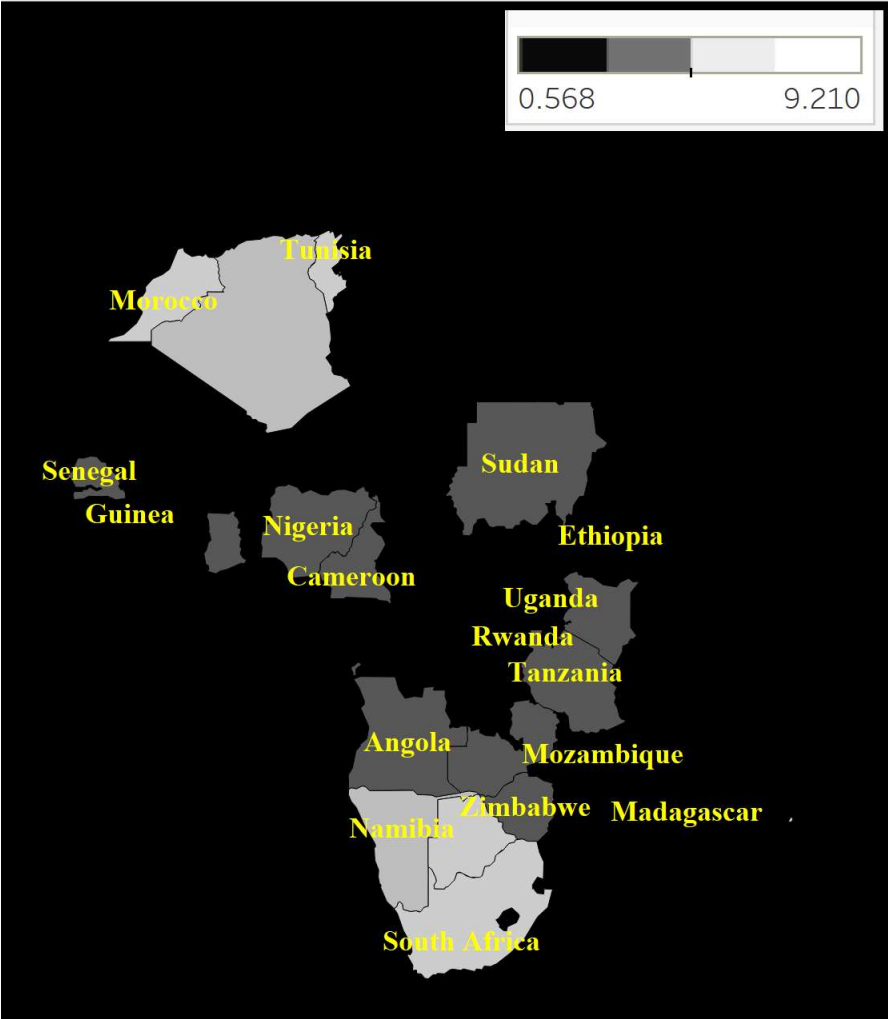 0.568 9.210
Tunisia
Morocco
Senegal
Sudan
Guinea
Nigeria
Ethiopia
Cameroon
Uganda
Rwanda
Tanzania
Angola
Mozambique
Zimbabwe
Madagascar
Namibia
South Africa